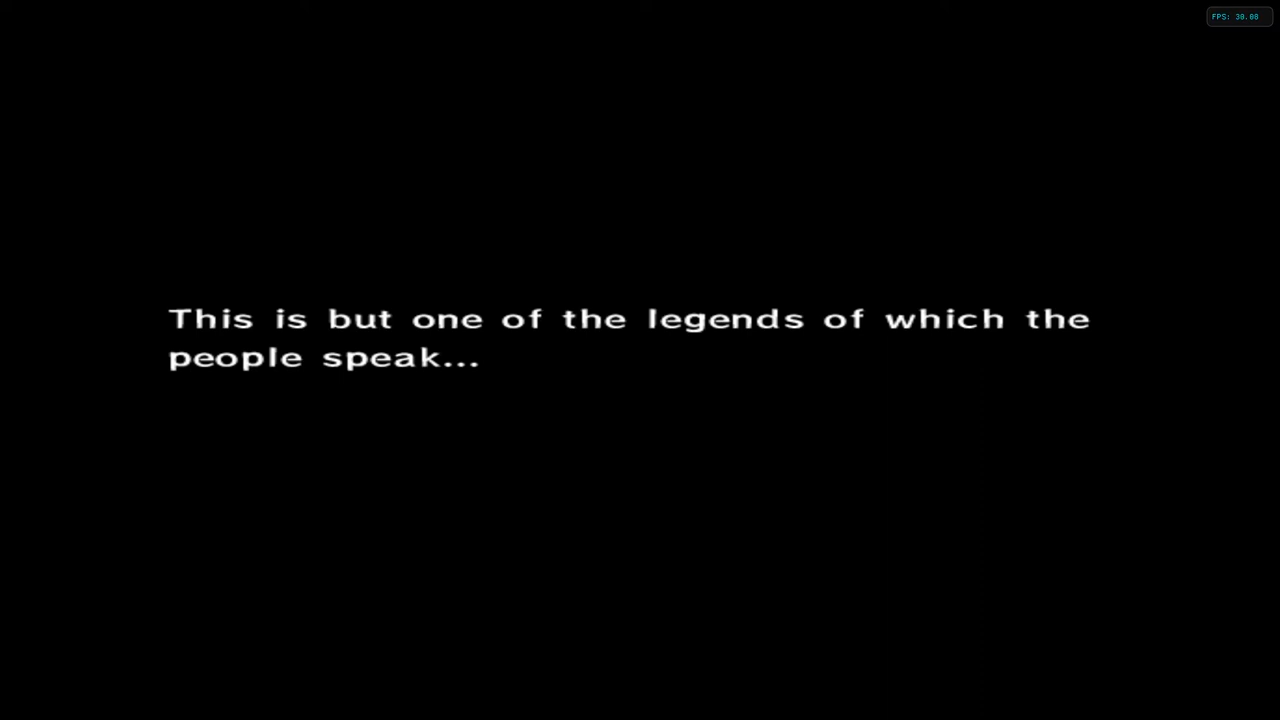 FPS: 30.00
This is but one of the legends of which the
people speak...